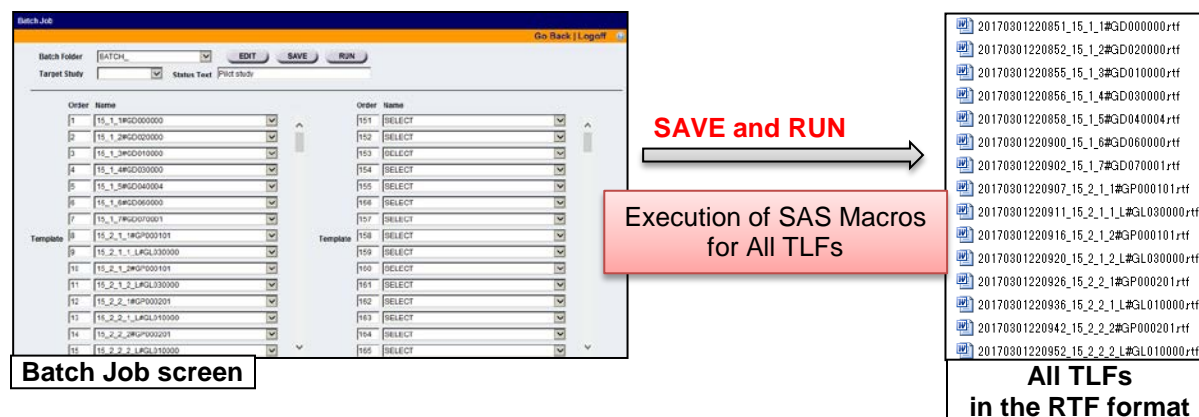 Batch Job
Go Back | Logoff
Batch Folder BATCH_ EDIT SAVE RUN
Target Study Status Text Pilot study
Order Name
1 15_1_1#GD000000
2 15_1_2#GD020000
3 15_1_3#GD010000
4 15_1_4#GD030000
5 15_1_5#GD040004
6 15_1_6#GD060000
7 15_1_7#GD070001
Template
8 15_2_1_1#GP000101
9 15_2_1_1_L#GL030000
10 15_2_1_2#GP000101
11 15_2_1_2_L#GL030000
12 15_2_2_1#GP000201
13 15_2_2_1_L#GL010000
14 15_2_2_2#GP000201
15 15_2_2_2_L#GL010000
Order Name
151 SELECT
152 SELECT
153 SELECT
154 SELECT
155 SELECT
156 SELECT
157 SELECT
Template
158 SELECT
159 SELECT
160 SELECT
161 SELECT
162 SELECT
163 SELECT
164 SELECT
165 SELECT
Batch Job screen
SAVE and RUN
Execution of SAS Macros
for All TLFs
20170301220851_15_1_1#GD000000.rtf
20170301220852_15_1_2#GD020000.rtf
20170301220855_15_1_3#GD010000.rtf
20170301220856_15_1_4#GD030000.rtf
20170301220858_15_1_5#GD040004.rtf
20170301220900_15_1_6#GD060000.rtf
20170301220902_15_1_7#GD070001.rtf
20170301220907_15_2_1_1#GP000101.rtf
20170301220911_15_2_1_1_L#GL030000.rtf
20170301220916_15_2_1_2#GP000101.rtf
20170301220920_15_2_1_2_L#GL030000.rtf
20170301220926_15_2_2_1#GP000201.rtf
20170301220936_15_2_2_1_L#GL010000.rtf
20170301220942_15_2_2_2#GP000201.rtf
20170301220952_15_2_2_2_L#GL010000.rtf
All TLFs
in the RTF format